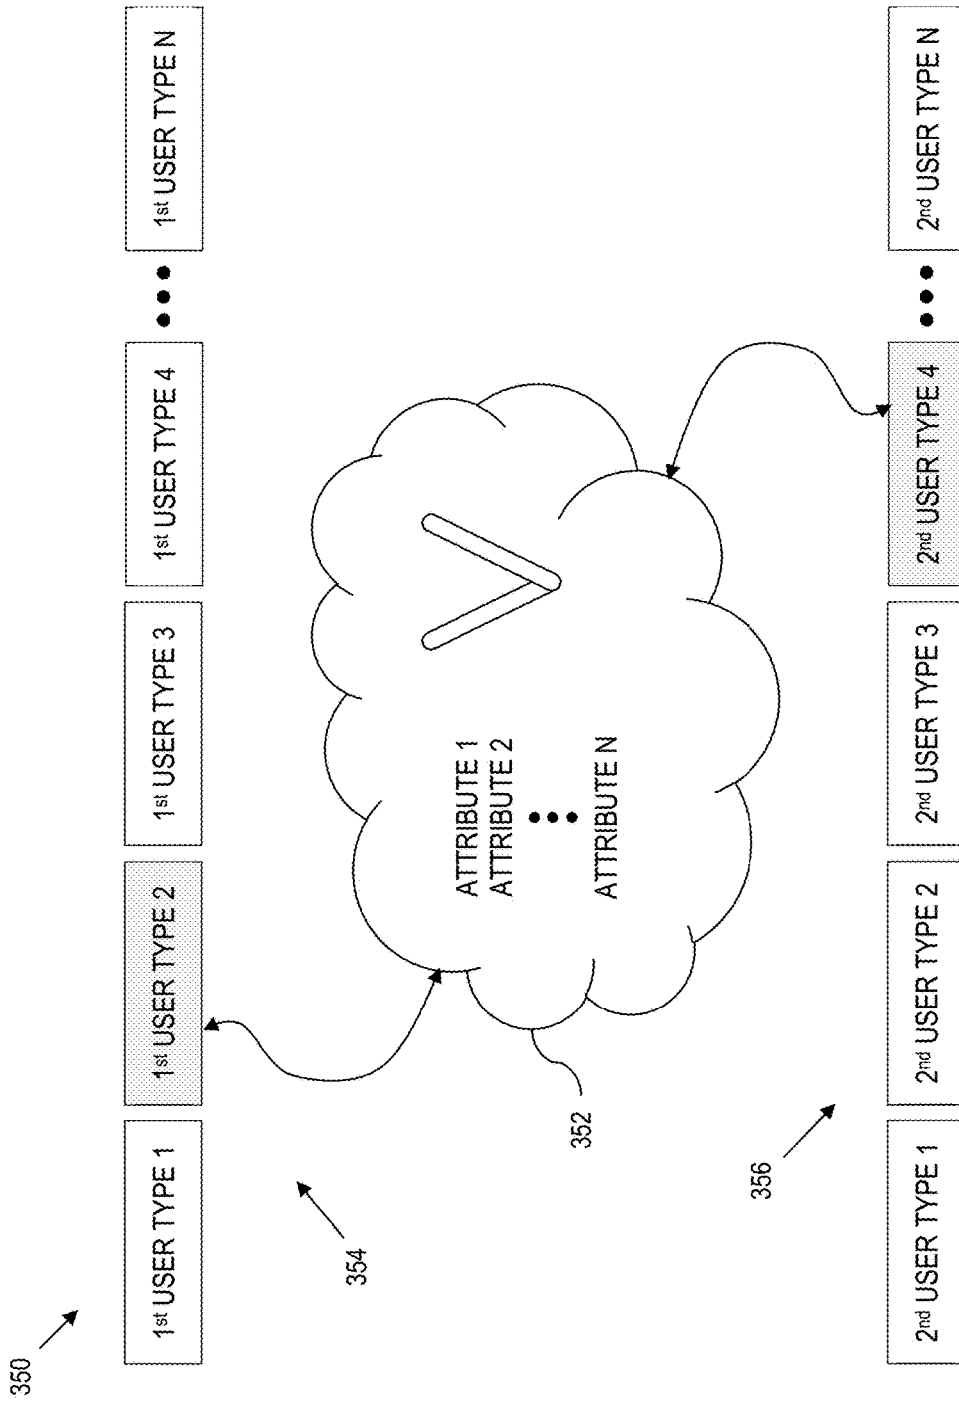 350
1st USER TYPE 1
1st USER TYPE 2
1st USER TYPE 3
1st USER TYPE 4
1st USER TYPE N
354
352
ATTRIBUTE 1
ATTRIBUTE 2
ATTRIBUTE N
356
2nd USER TYPE 1
2nd USER TYPE 2
2nd USER TYPE 3
2nd USER TYPE 4
2nd USER TYPE N